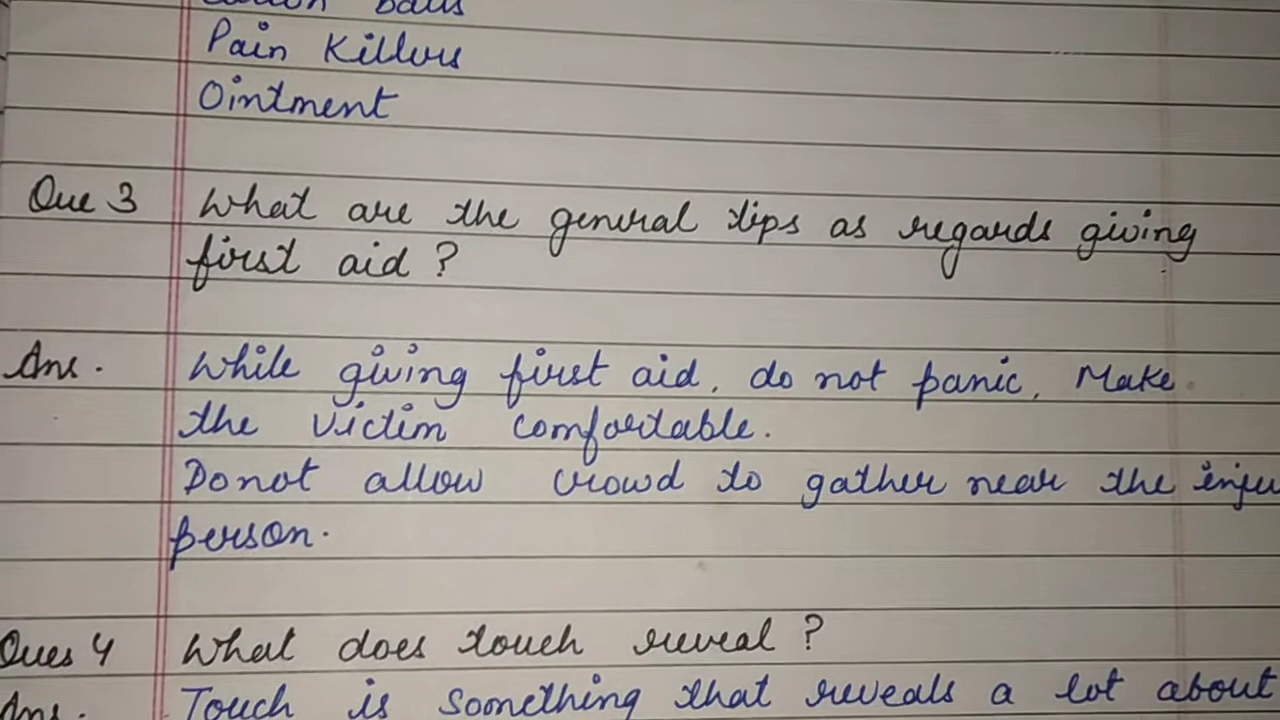 balls
Pain Killers
Ointment
Que 3 What are the general tips as regards giving
first aid ?
Ans. While giving first aid, do not panic. Make
the victim comfortable.
Donot allow crowd to gather near the
person.
Ques 4 What does touch reveal ?
Ans. Touch is something that reveals a lot about